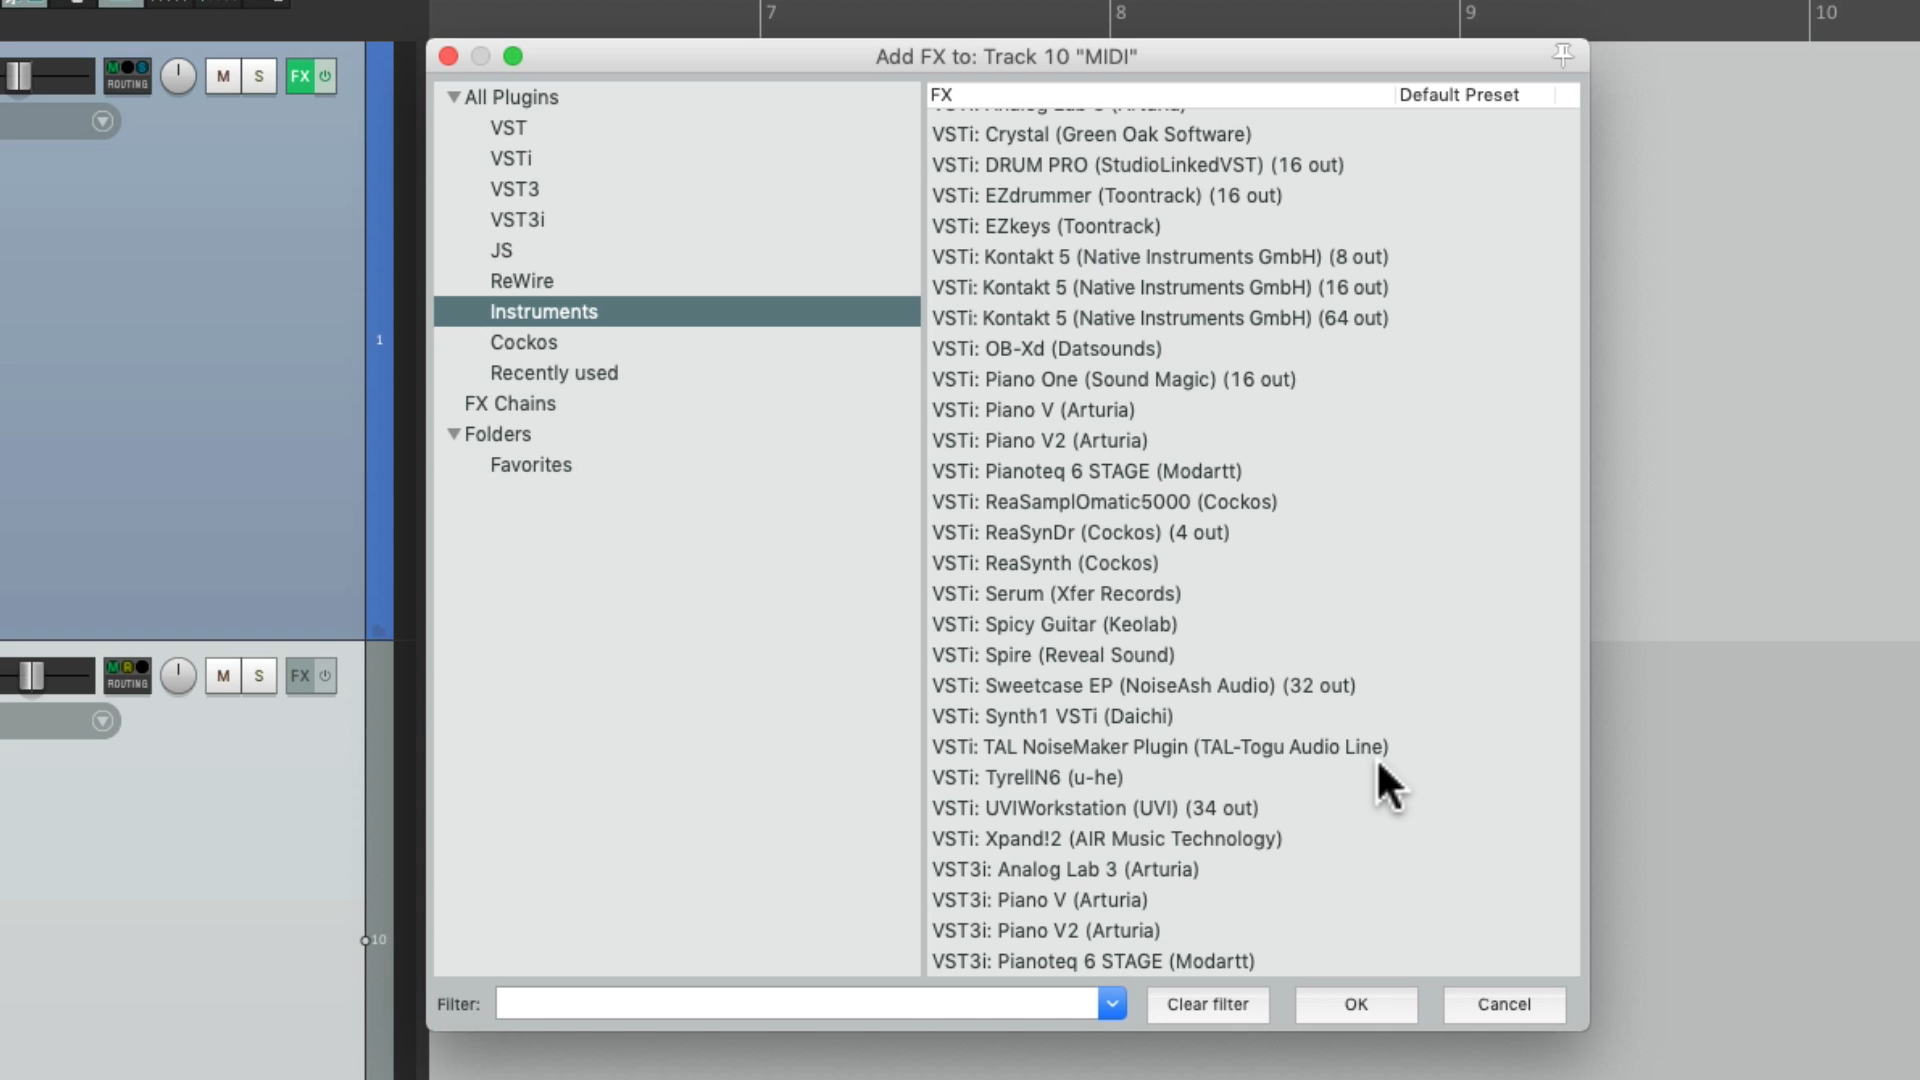 7
8
9
10
Add FX to: Track 10 "MIDI"
ROUTING
M
S
FX
All Plugins
VST
VSTi
VST3
VST3i
JS
ReWire
Instruments
Cockos
Recently used
FX Chains
Folders
Favorites
FX
Default Preset
VSTi: Analog Lab 3 (Arturia)
VSTi: Crystal (Green Oak Software)
VSTi: DRUM PRO (StudioLinkedVST) (16 out)
VSTi: EZdrummer (Toontrack) (16 out)
VSTi: EZkeys (Toontrack)
VSTi: Kontakt 5 (Native Instruments GmbH) (8 out)
VSTi: Kontakt 5 (Native Instruments GmbH) (16 out)
VSTi: Kontakt 5 (Native Instruments GmbH) (64 out)
VSTi: OB-Xd (Datsounds)
VSTi: Piano One (Sound Magic) (16 out)
VSTi: Piano V (Arturia)
VSTi: Piano V2 (Arturia)
VSTi: Pianoteq 6 STAGE (Modartt)
VSTi: ReaSamplOmatic5000 (Cockos)
VSTi: ReaSynDr (Cockos) (4 out)
VSTi: ReaSynth (Cockos)
VSTi: Serum (Xfer Records)
VSTi: Spicy Guitar (Keolab)
VSTi: Spire (Reveal Sound)
VSTi: Sweetcase EP (NoiseAsh Audio) (32 out)
VSTi: Synth1 VSTi (Daichi)
VSTi: TAL NoiseMaker Plugin (TAL-Togu Audio Line)
VSTi: TyrellN6 (u-he)
VSTi: UVIWorkstation (UVI) (34 out)
VSTi: Xpand!2 (AIR Music Technology)
VST3i: Analog Lab 3 (Arturia)
VST3i: Piano V (Arturia)
VST3i: Piano V2 (Arturia)
VST3i: Pianoteq 6 STAGE (Modartt)
1
ROUTING
M
S
FX
10
Filter:
Clear filter
OK
Cancel